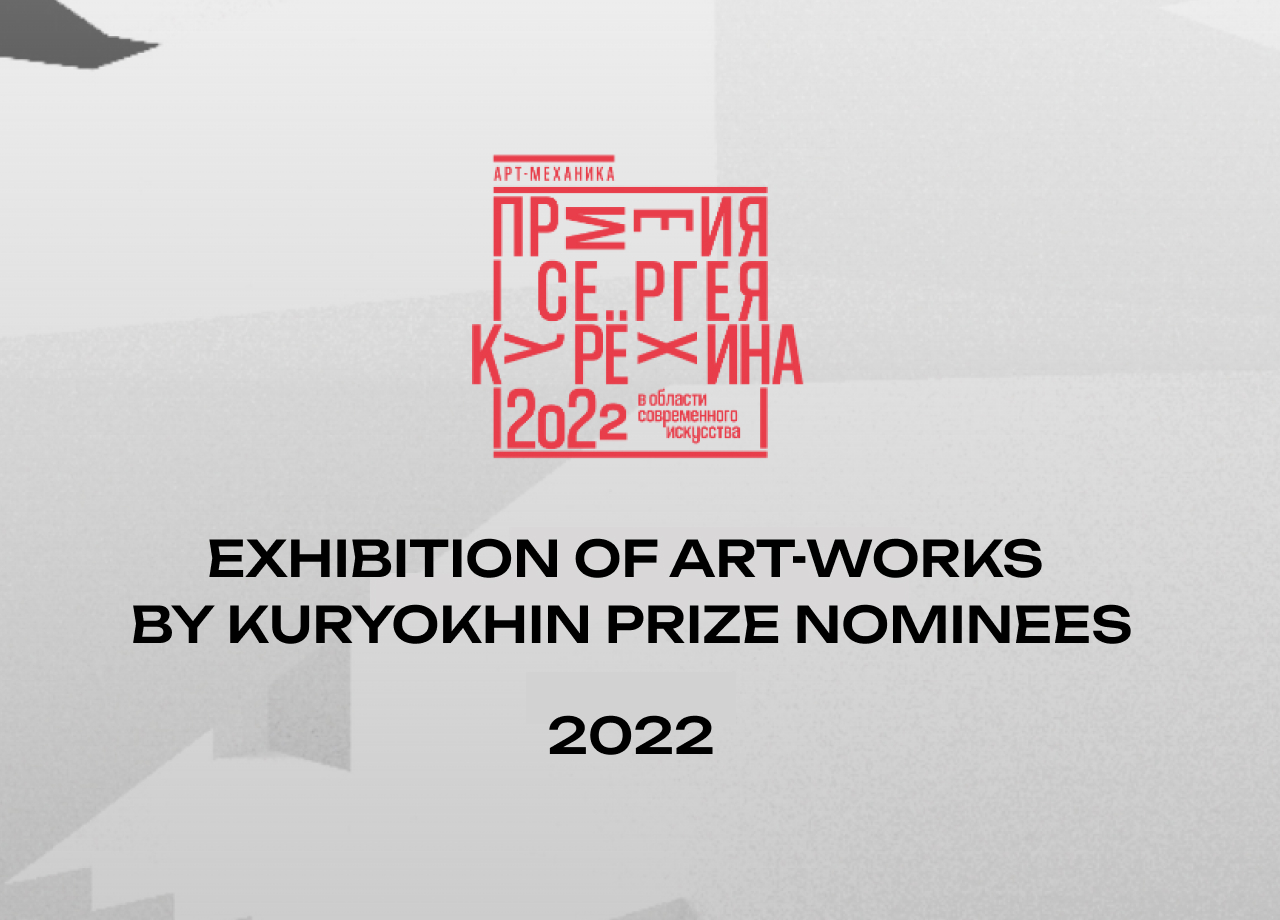 АРТ-МЕХАНИКА
ПРЕМИЯ
СЕРГЕЯ
КУРЁХИНА
2022
в области
современного
искусства
EXHIBITION OF ART-WORKS
BY KURYOKHIN PRIZE NOMINEES
2022